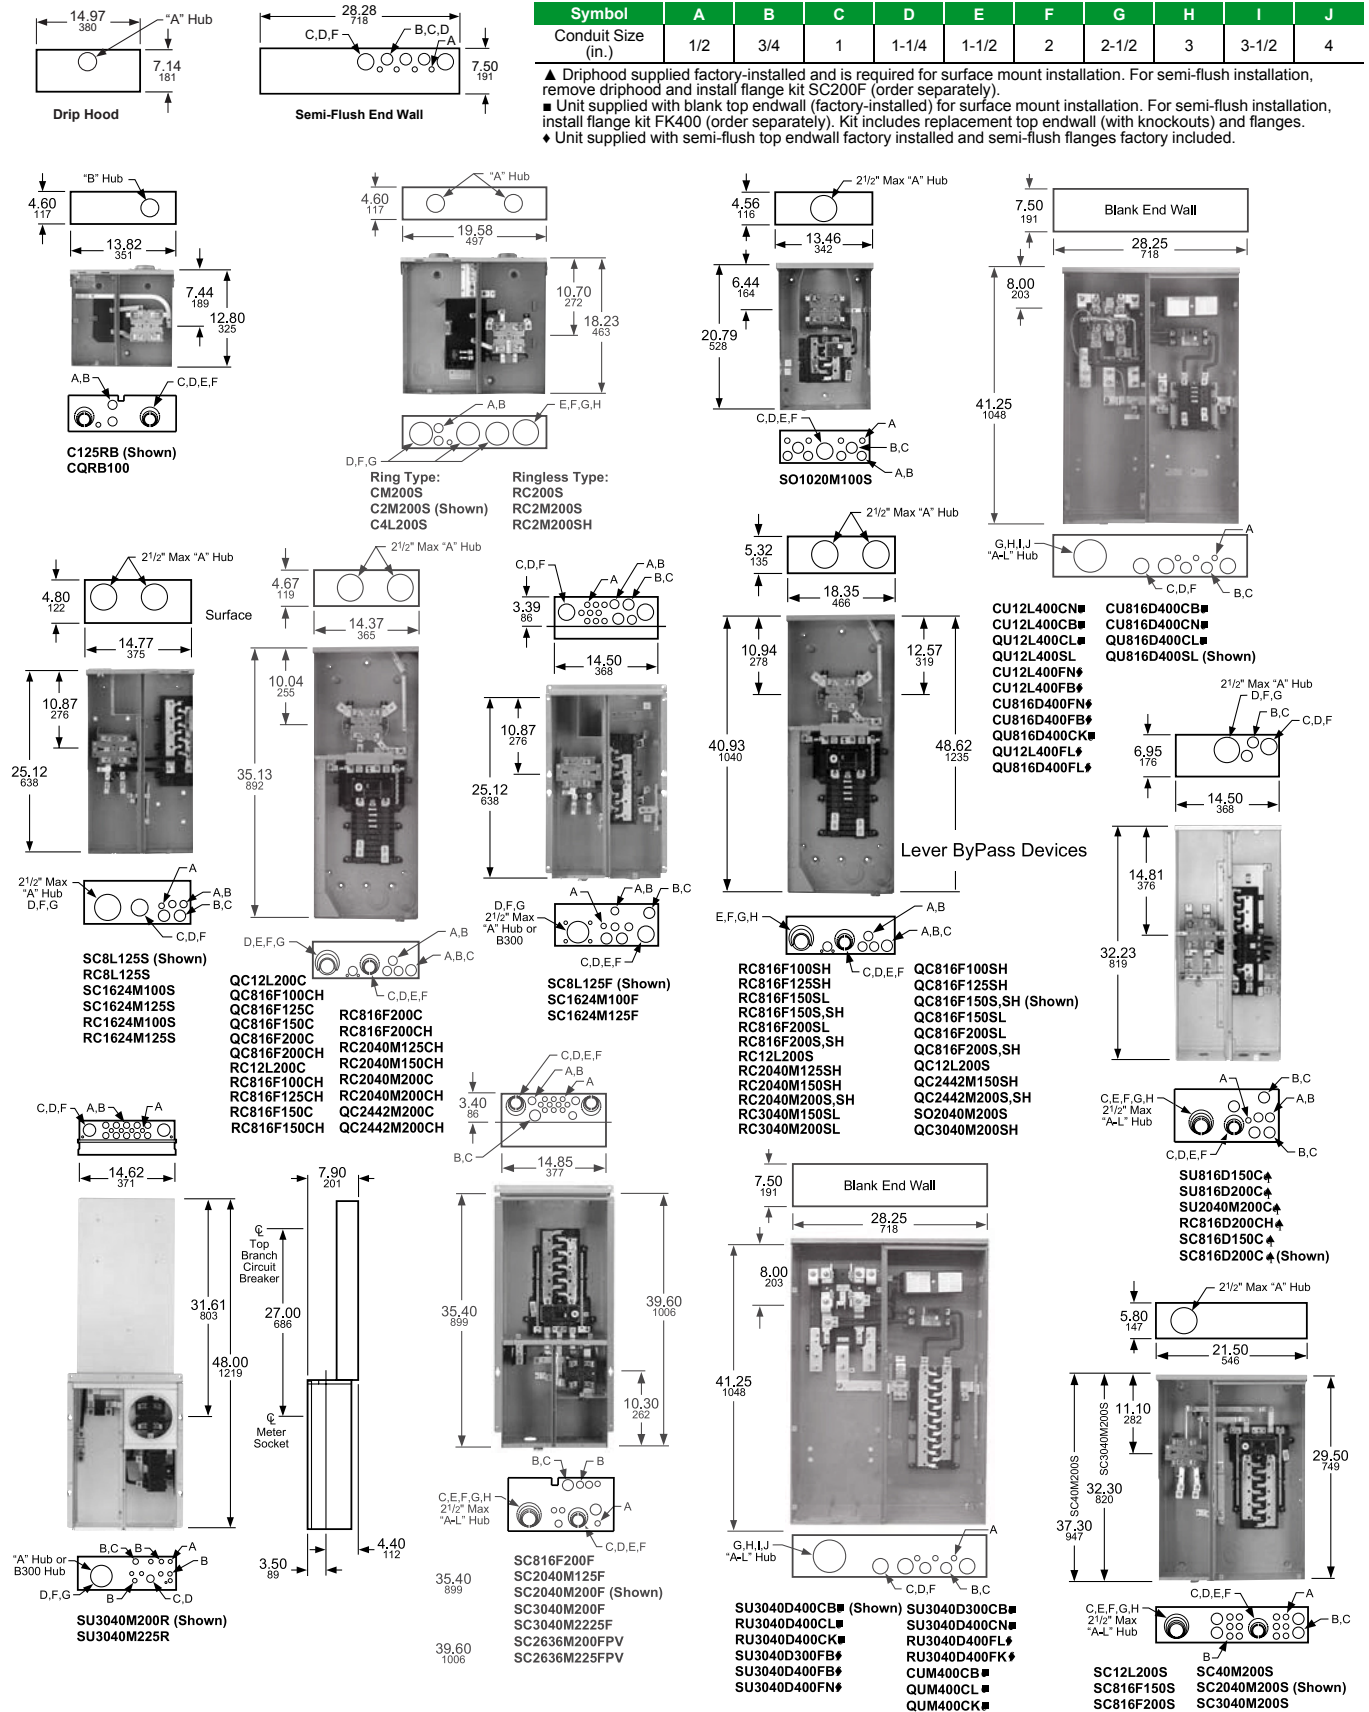 14.97
380
"A" Hub
7.14
181
Drip Hood
28.28
718
C,D,F
B,C,D
A
7.50
191
Semi-Flush End Wall
Symbol A B C D E F G H I J
Conduit Size (in.) 1/2 3/4 1 1-1/4 1-1/2 2 2-1/2 3 3-1/2 4
▲ Driphood supplied factory-installed and is required for surface mount installation. For semi-flush installation,
remove driphood and install flange kit SC200F (order separately).
■ Unit supplied with blank top endwall (factory-installed) for surface mount installation. For semi-flush installation,
install flange kit FK400 (order separately). Kit includes replacement top endwall (with knockouts) and flanges.
♦ Unit supplied with semi-flush top endwall factory installed and semi-flush flanges factory included.
"B" Hub
4.60
117
13.82
351
7.44
189
12.80
325
A,B
C,D,E,F
C125RB (Shown)
CQRB100
"A" Hub
4.60
117
19.58
497
10.70
272
18.23
463
A,B
E,F,G,H
D,F,G
Ring Type:
CM200S
C2M200S (Shown)
C4L200S
Ringless Type:
RC200S
RC2M200S
RC2M200SH
2 1/2" Max "A" Hub
4.56
116
13.46
342
6.44
164
20.79
528
C,D,E,F
A
B,C
A,B
SO1020M100S
7.50
191
Blank End Wall
28.25
718
8.00
203
41.25
1048
G,H,I,J
"A-L" Hub
A
C,D,F
B,C
CU12L400CN■
CU12L400CB■
QU12L400CL■
QU12L400SL
CU12L400FN♦
CU12L400FB♦
CU816D400FN♦
CU816D400FB♦
QU816D400CK■
QU12L400FL♦
QU816D400FL♦
CU816D400CB■
CU816D400CN■
QU816D400CL■
QU816D400SL (Shown)
2 1/2" Max "A" Hub
4.80
122
Surface
14.77
375
10.87
276
25.12
638
2 1/2" Max
"A" Hub
D,F,G
A
A,B
B,C
C,D,F
SC8L125S (Shown)
RC8L125S
SC1624M100S
SC1624M125S
RC1624M100S
RC1624M125S
2 1/2" Max "A" Hub
4.67
119
14.37
365
10.04
255
35.13
892
D,E,F,G
A,B
A,B,C
C,D,E,F
QC12L200C
QC816F100CH
QC816F125C
QC816F150C
QC816F200C
QC816F200CH
RC12L200C
RC816F100CH
RC816F125CH
RC816F150C
RC816F150CH
RC816F200C
RC816F200CH
RC2040M125CH
RC2040M150CH
RC2040M200C
RC2040M200CH
QC2442M200C
QC2442M200CH
C,D,F
A
A,B
B,C
3.39
86
14.50
368
10.87
276
25.12
638
D,F,G
2 1/2" Max
"A" Hub or
B300
A
A,B
B,C
C,D,E,F
SC8L125F (Shown)
SC1624M100F
SC1624M125F
2 1/2" Max "A" Hub
5.32
135
18.35
466
10.94
278
12.57
319
40.93
1040
48.62
1235
Lever ByPass Devices
E,F,G,H
A,B
A,B,C
C,D,E,F
RC816F100SH
RC816F125SH
RC816F150SL
RC816F150S,SH
RC816F200SL
RC816F200S,SH
RC12L200S
RC2040M125SH
RC2040M150SH
RC2040M200S,SH
RC3040M150SL
RC3040M200SL
QC816F100SH
QC816F125SH
QC816F150S,SH (Shown)
QC816F150SL
QC816F200SL
QC816F200S,SH
QC12L200S
QC2442M150SH
QC2442M200S,SH
SO2040M200S
QC3040M200SH
2 1/2" Max "A" Hub
D,F,G
B,C
C,D,F
6.95
176
14.50
368
14.81
376
32.23
819
C,E,F,G,H
2 1/2" Max
"A-L" Hub
A
B,C
A,B
C,D,E,F
B,C
SU816D150C♠
SU816D200C♠
SU2040M200C♠
RC816D200CH♠
SC816D150C♠
SC816D200C♠ (Shown)
C,D,F
A,B
A
14.62
371
7.90
201
31.61
803
48.00
1219
℄
Top
Branch
Circuit
Breaker
27.00
686
℄
Meter
Socket
3.50
89
4.40
112
"A" Hub or
B300 Hub
D,F,G
B,C
B
A
B
B
C,D
SU3040M200R (Shown)
SU3040M225R
C,D,E,F
A,B
A
3.40
86
B,C
14.85
377
35.40
899
39.60
1006
10.30
262
B,C
B
C,E,F,G,H
2 1/2" Max
"A-L" Hub
A
C,D,E,F
35.40
899
39.60
1006
SC816F200F
SC2040M125F
SC2040M200F (Shown)
SC3040M200F
SC3040M2225F
SC2636M200FPV
SC2636M225FPV
7.50
191
Blank End Wall
28.25
718
8.00
203
41.25
1048
G,H,I,J
"A-L" Hub
A
C,D,F
B,C
SU3040D400CB■ (Shown)
RU3040D400CL■
RU3040D400CK■
SU3040D300FB♦
SU3040D400FB♦
SU3040D400FN♦
SU3040D300CB■
SU3040D400CN■
RU3040D400FL♦
RU3040D400FK♦
CUM400CB■
QUM400CL■
QUM400CK■
2 1/2" Max "A" Hub
5.80
147
21.50
546
11.10
282
SC40M200S
SC3040M200S
32.30
820
37.30
947
29.50
749
C,E,F,G,H
2 1/2" Max
"A-L" Hub
C,D,E,F
A
B,C
B
SC12L200S
SC816F150S
SC816F200S
SC40M200S
SC2040M200S (Shown)
SC3040M200S